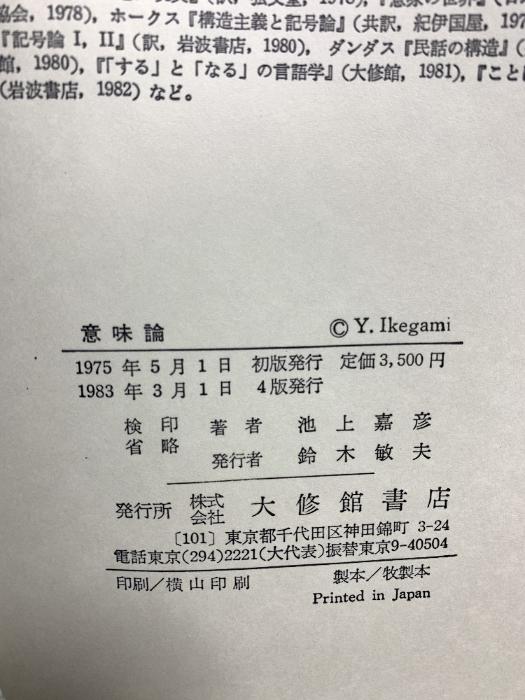 協会, 1978), ホークス『構造主義と記号論』(共訳, 紀伊国屋, 197
『記号論 I, II』(訳, 岩波書店, 1980), ダンダス『民話の構造』(
館, 1980),『「する」と「なる」の言語学』(大修館, 1981),『ことば
(岩波書店, 1982) など。
意味論 © Y. Ikegami
1975 年 5 月 1 日 初版発行 定価3,500 円
1983 年 3 月 1 日 4版発行
検印
省略
著者 池上嘉彦
発行者 鈴木敏夫
発行所 株式会社 大修館書店
[101] 東京都千代田区神田錦町 3-24
電話東京(294)2221(大代表)振替東京9-40504
印刷/横山印刷 製本/牧製本
Printed in Japan